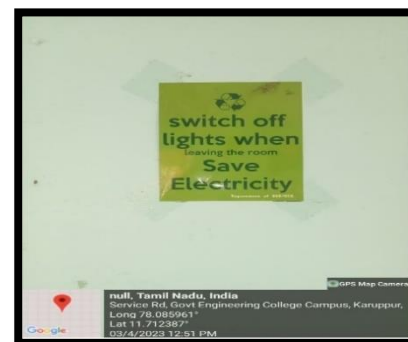 switch off
lights when
leaving the room
Save
Electricity
GPS Map Camera
null, Tamil Nadu, India
Service Rd, Govt Engineering College Campus, Karuppur,
Long 78.085961°
Lat 11.712387°
03/4/2023 12:51 PM
Google